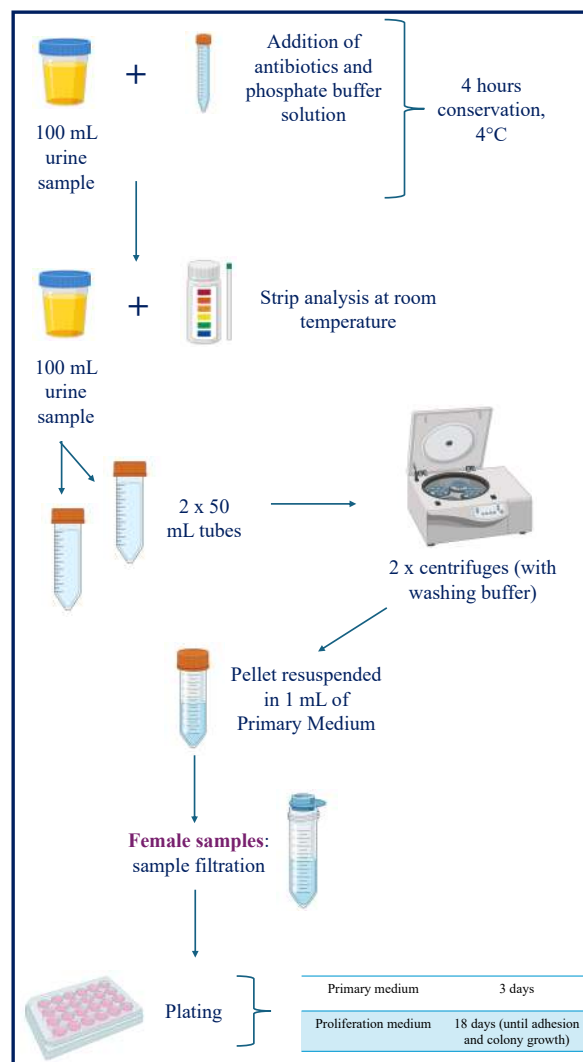 Addition of
antibiotics and
phosphate buffer
solution
4 hours
conservation,
4°C
100 mL
urine
sample
Strip analysis at room
temperature
100 mL
urine
sample
2 x 50
mL tubes
2 x centrifuges (with
washing buffer)
Pellet resuspended
in 1 mL of
Primary Medium
Female samples:
sample filtration
Plating
Primary medium 3 days
Proliferation medium 18 days (until adhesion
and colony growth)